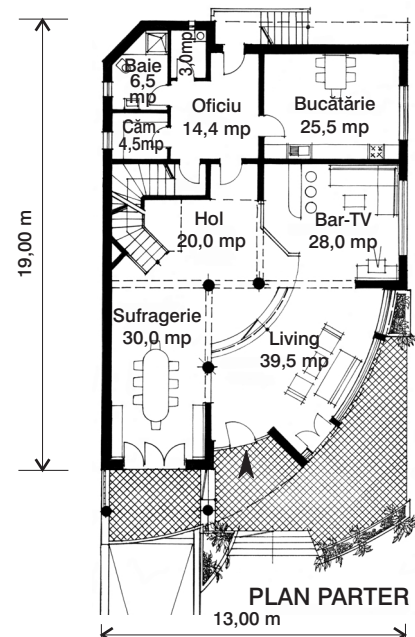 3,0mp
Baie
6,5
mp
Oficiu
14,4 mp
Bucătărie
25,5 mp
Căm.
4,5mp
Hol
20,0 mp
Bar-TV
28,0 mp
19,00 m
Sufragerie
30,0 mp
Living
39,5 mp
PLAN PARTER
13,00 m